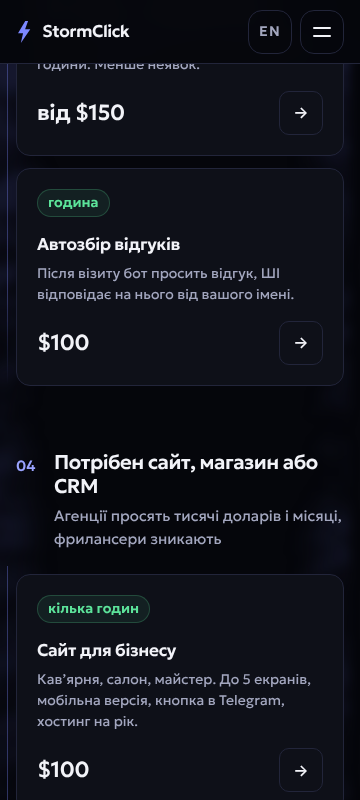 StormClick
EN
години. Менше неявок.
від $150
→
година
Автозбір відгуків
Після візиту бот просить відгук, ШІ
відповідає на нього від вашого імені.
$100
→
04
Потрібен сайт, магазин або
CRM
Агенції просять тисячі доларів і місяці,
фрилансери зникають
кілька годин
Сайт для бізнесу
Кав’ярня, салон, майстер. До 5 екранів,
мобільна версія, кнопка в Telegram,
хостинг на рік.
$100
→